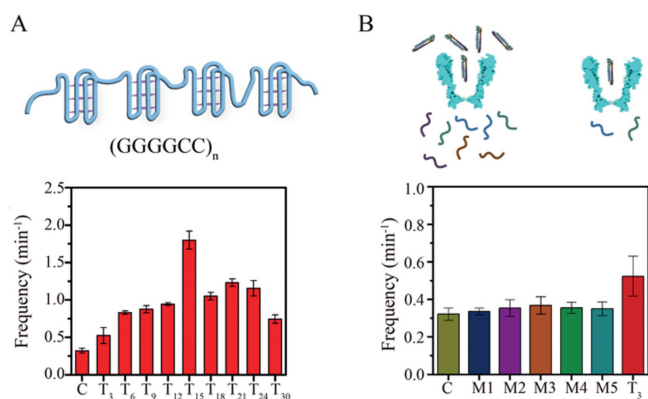 A
(GGGGCC)n
Frequency (min⁻¹)
2.5
2.0
1.5
1.0
0.5
0.0
C T₃ T₆ T₉ T₁₂ T₁₅ T₁₈ T₂₁ T₂₄ T₃₀
B
Frequency (min⁻¹)
1.0
0.8
0.6
0.4
0.2
0.0
C M1 M2 M3 M4 M5 T₃